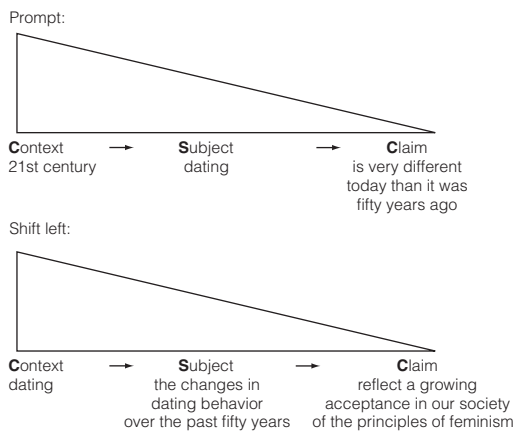 Prompt:
Context → Subject → Claim
21st century dating is very different
today than it was
fifty years ago
Shift left:
Context → Subject → Claim
dating the changes in reflect a growing
dating behavior acceptance in our society
over the past fifty years of the principles of feminism